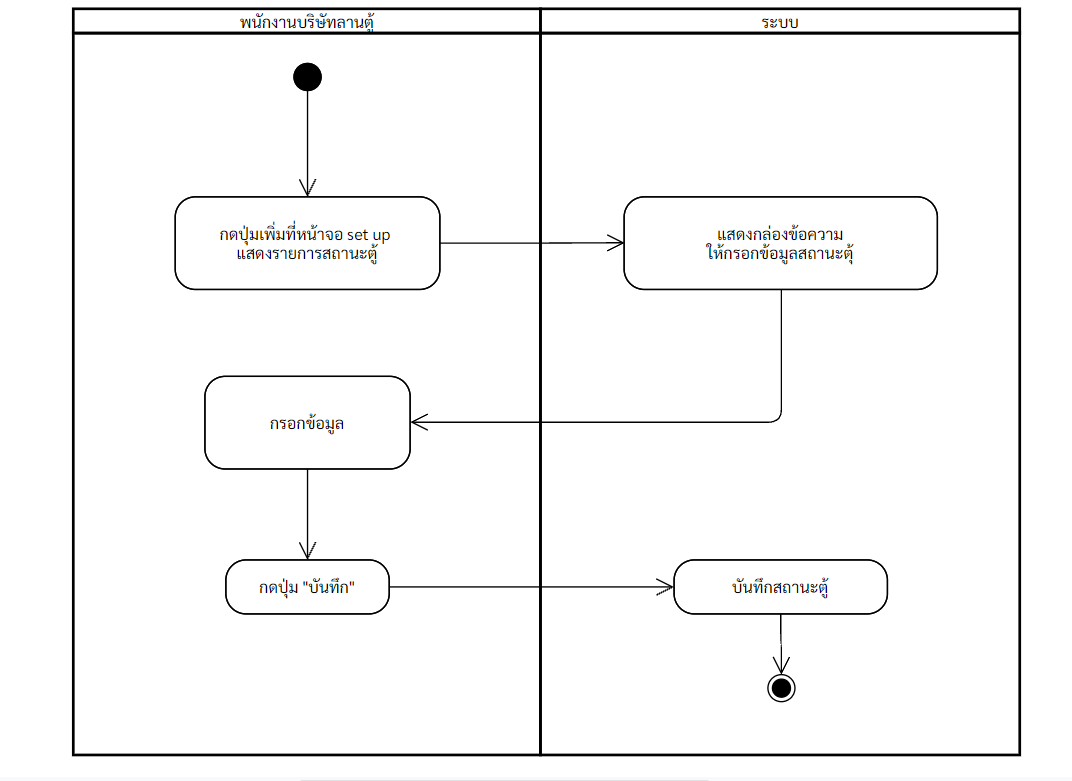 พนักงานบริษัทลานตู้
ระบบ
กดปุ่มเพิ่มที่หน้าจอ set up
แสดงรายการสถานะตู้
แสดงกล่องข้อความ
ให้กรอกข้อมูลสถานะตุ้
กรอกข้อมูล
กดปุ่ม "บันทึก"
บันทึกสถานะตู้